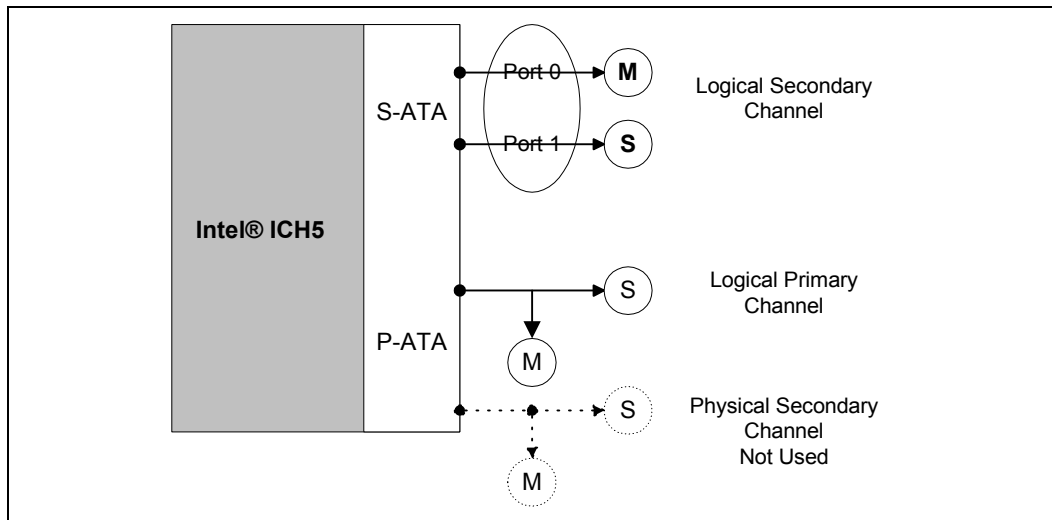 Port 0
M
Logical Secondary
Channel
S-ATA
Port 1
S
Intel® ICH5
S
Logical Primary
Channel
P-ATA
M
S
Physical Secondary
Channel
Not Used
M